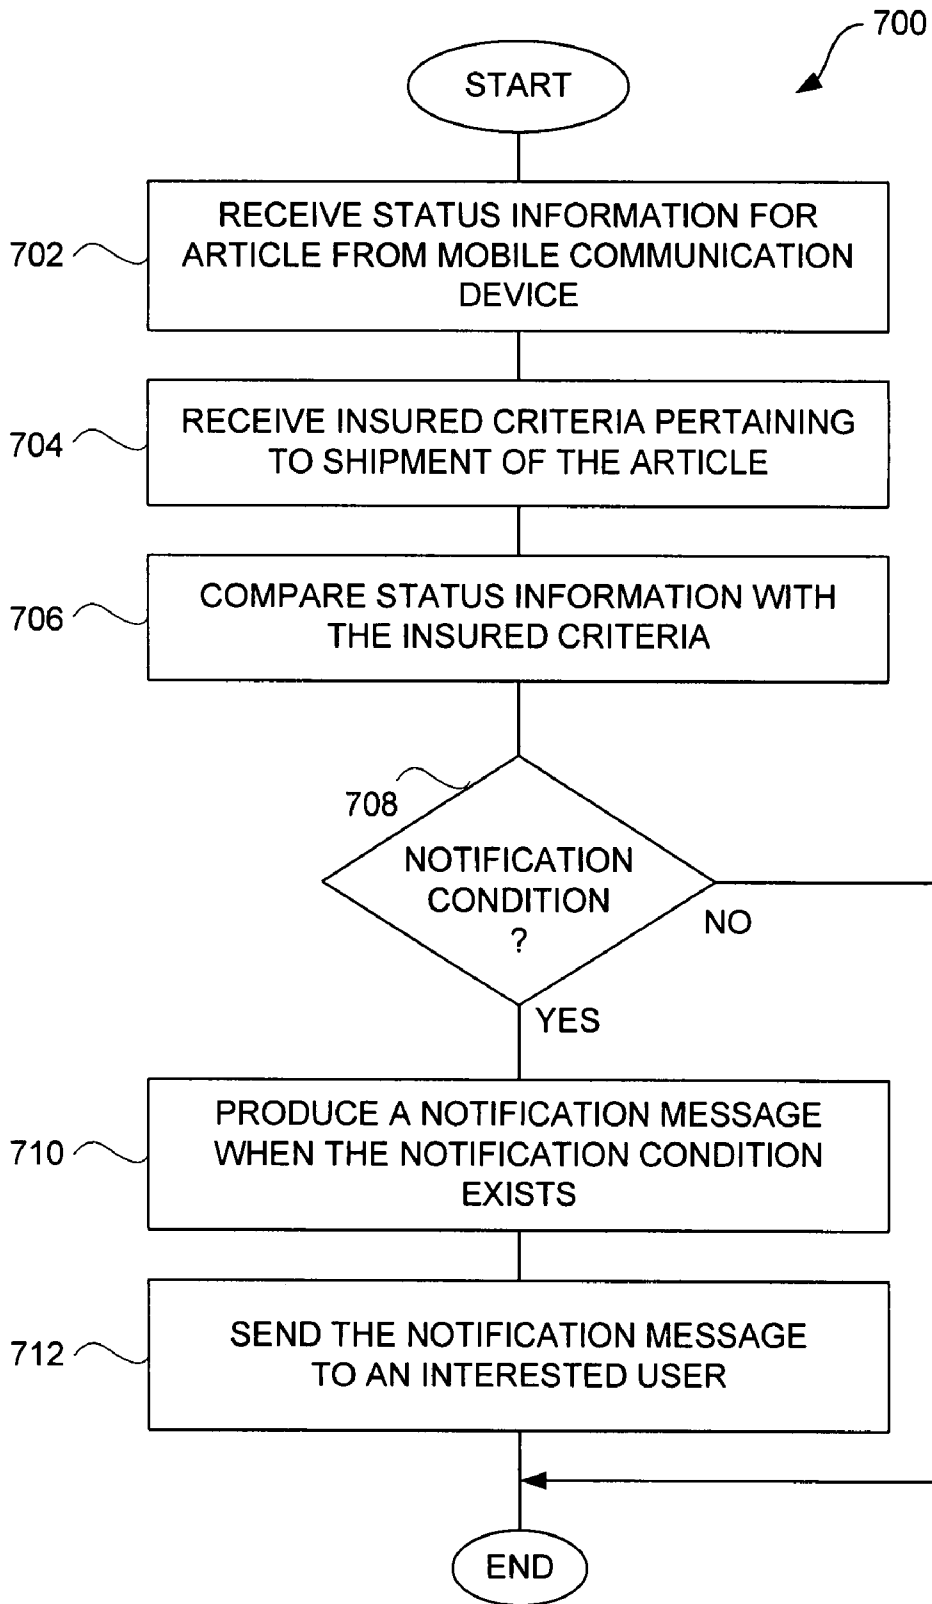 700
START
702
RECEIVE STATUS INFORMATION FOR
ARTICLE FROM MOBILE COMMUNICATION
DEVICE
704
RECEIVE INSURED CRITERIA PERTAINING
TO SHIPMENT OF THE ARTICLE
706
COMPARE STATUS INFORMATION WITH
THE INSURED CRITERIA
708
NOTIFICATION
CONDITION
?
NO
YES
710
PRODUCE A NOTIFICATION MESSAGE
WHEN THE NOTIFICATION CONDITION
EXISTS
712
SEND THE NOTIFICATION MESSAGE
TO AN INTERESTED USER
END